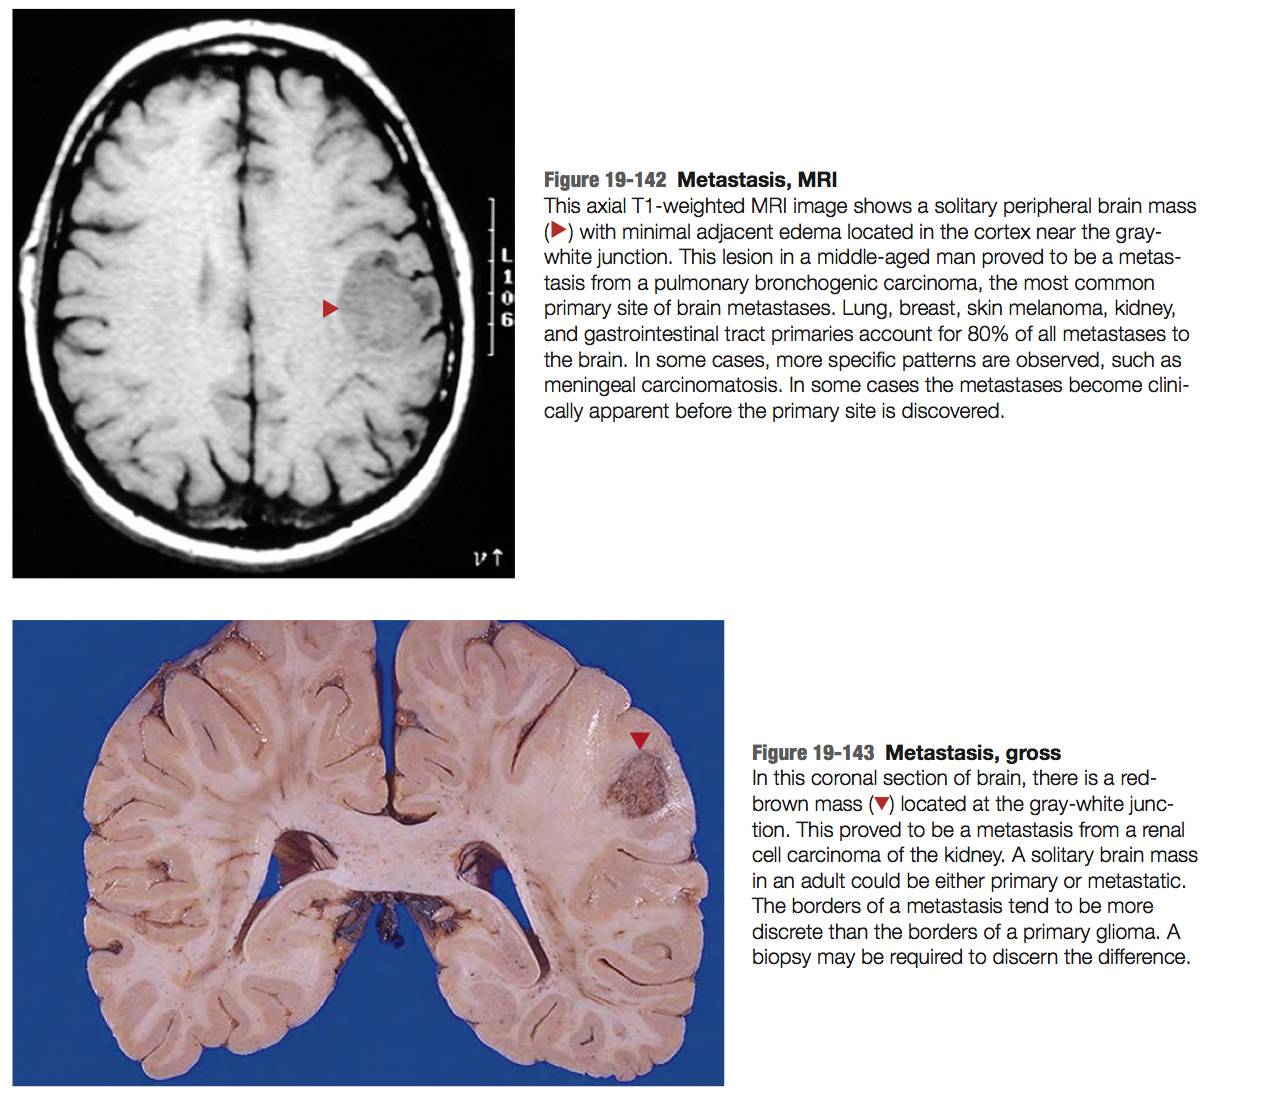 L
1
0
6
Figure 19-142 Metastasis, MRI
This axial T1-weighted MRI image shows a solitary peripheral brain mass
(▶) with minimal adjacent edema located in the cortex near the gray-
white junction. This lesion in a middle-aged man proved to be a metas-
tasis from a pulmonary bronchogenic carcinoma, the most common
primary site of brain metastases. Lung, breast, skin melanoma, kidney,
and gastrointestinal tract primaries account for 80% of all metastases to
the brain. In some cases, more specific patterns are observed, such as
meningeal carcinomatosis. In some cases the metastases become clini-
cally apparent before the primary site is discovered.
Figure 19-143 Metastasis, gross
In this coronal section of brain, there is a red-
brown mass (▼) located at the gray-white junc-
tion. This proved to be a metastasis from a renal
cell carcinoma of the kidney. A solitary brain mass
in an adult could be either primary or metastatic.
The borders of a metastasis tend to be more
discrete than the borders of a primary glioma. A
biopsy may be required to discern the difference.